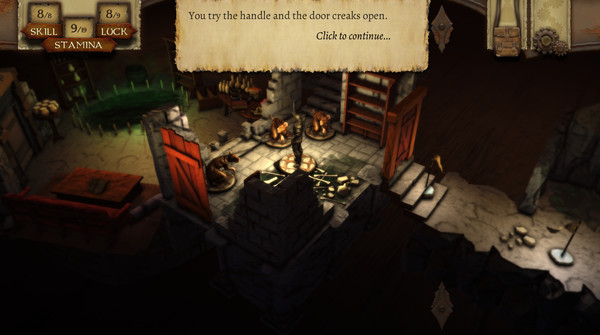 You try the handle and the door creaks open.
Click to continue...
8/8
8/9
SKILL
9/19
LUCK
STAMINA